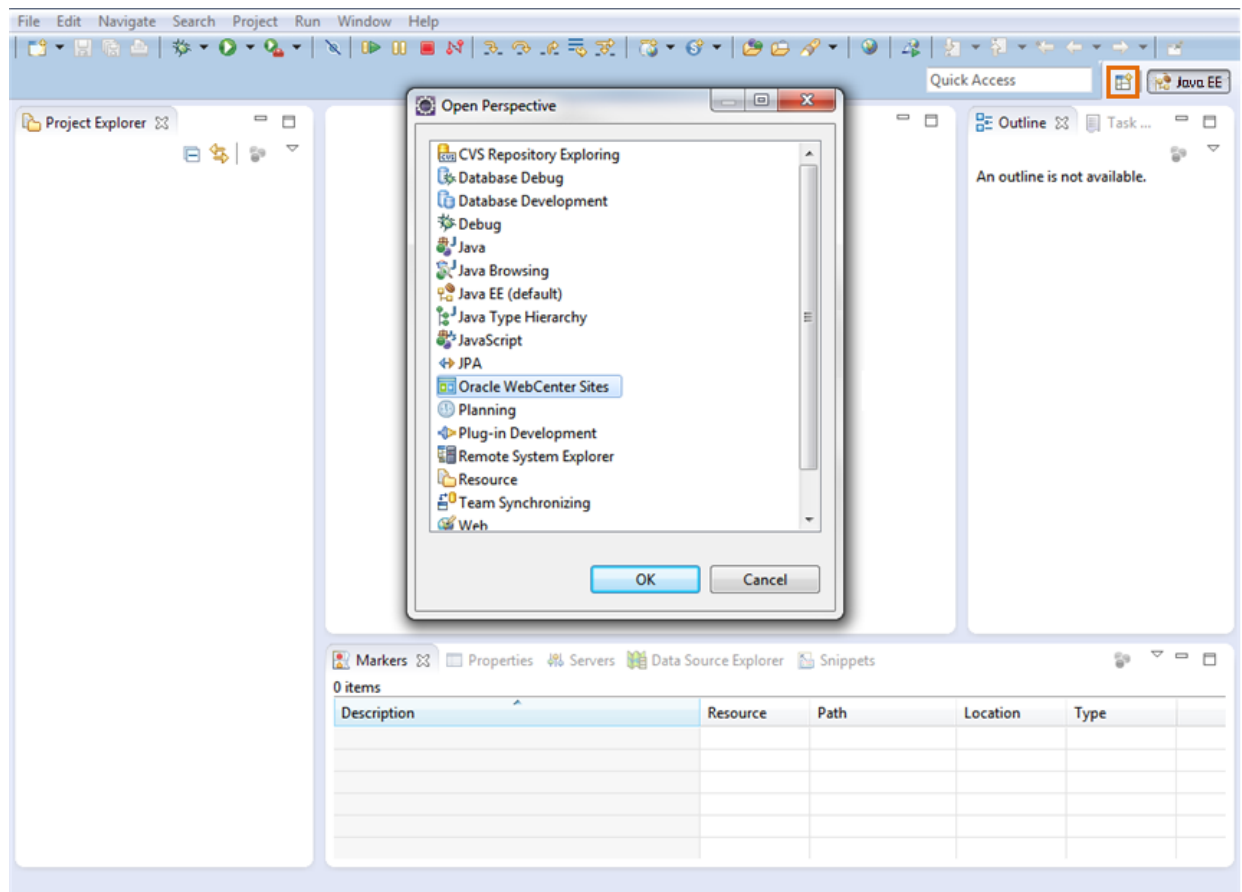 File Edit Navigate Search Project Run Window Help
Quick Access
Java EE
Project Explorer
Open Perspective
Outline
Task ...
An outline is not available.
CVS Repository Exploring
Database Debug
Database Development
Debug
Java
Java Browsing
Java EE (default)
Java Type Hierarchy
JavaScript
JPA
Oracle WebCenter Sites
Planning
Plug-in Development
Remote System Explorer
Resource
Team Synchronizing
Web
OK Cancel
Markers Properties Servers Data Source Explorer Snippets
0 items
Description Resource Path Location Type